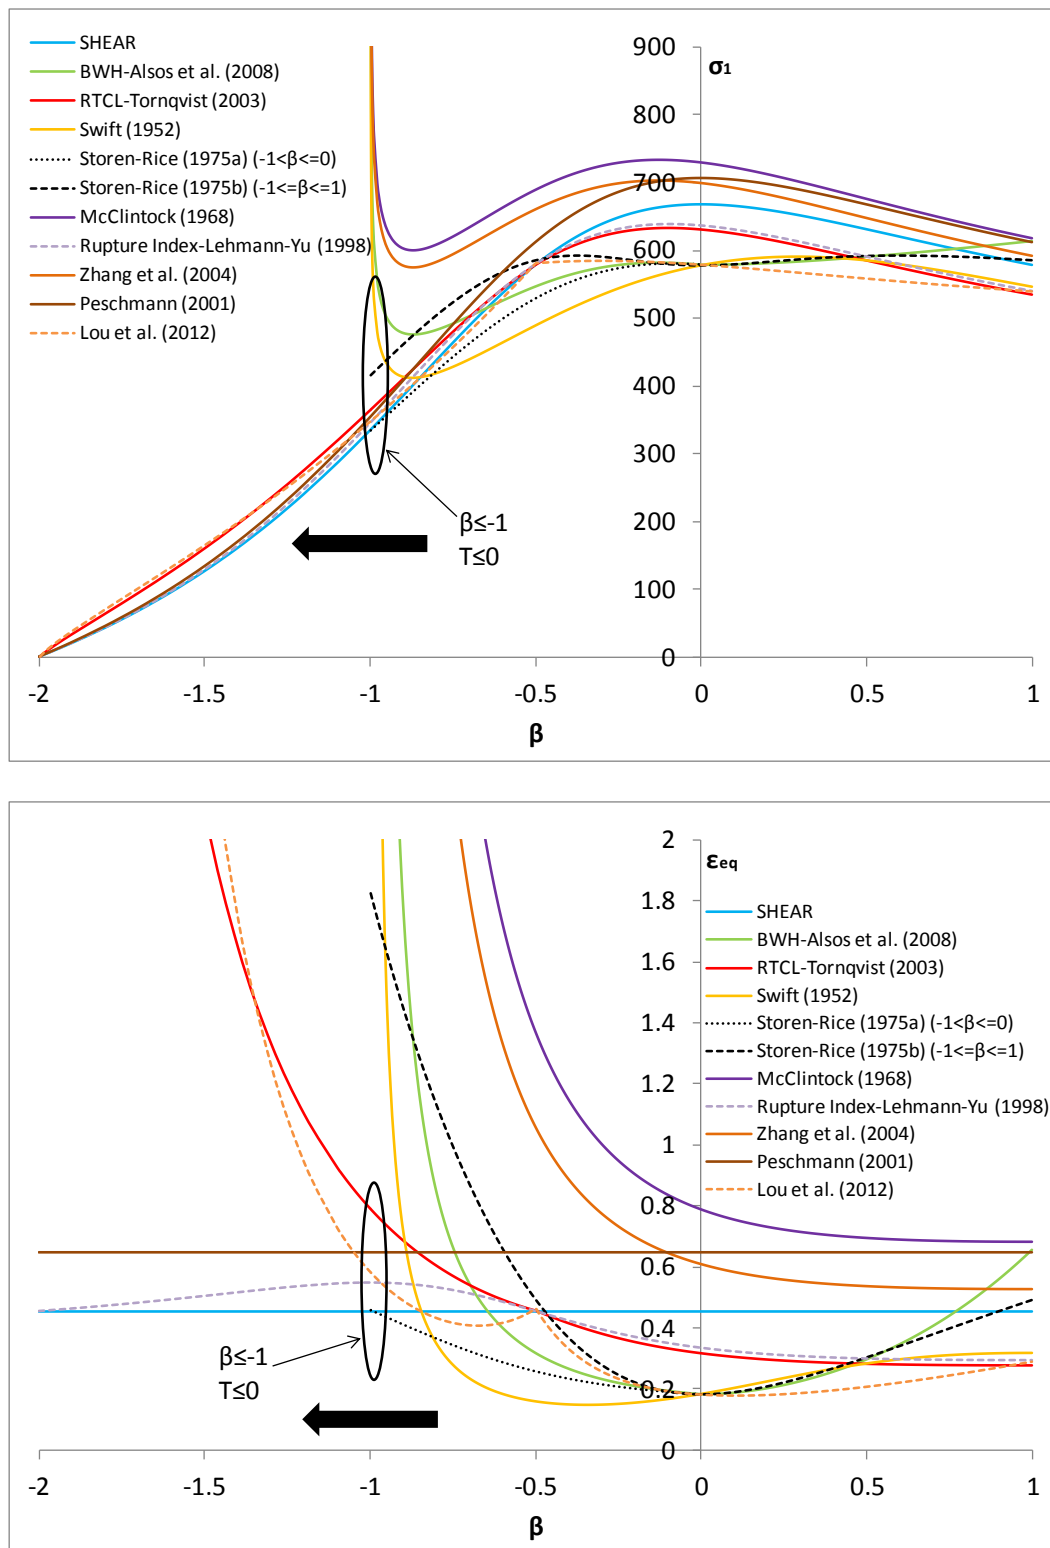 SHEAR
BWH-Alsos et al. (2008)
RTCL-Tornqvist (2003)
Swift (1952)
Storen-Rice (1975a) (-1<β<=0)
Storen-Rice (1975b) (-1<=β<=1)
McClintock (1968)
Rupture Index-Lehmann-Yu (1998)
Zhang et al. (2004)
Peschmann (2001)
Lou et al. (2012)
σ1
900
800
700
600
500
400
300
200
100
0
β≤-1
T≤0
-2 -1.5 -1 -0.5 0 0.5 1
β
εeq
2
1.8
1.6
1.4
1.2
1
0.8
0.6
0.4
0.2
0
SHEAR
BWH-Alsos et al. (2008)
RTCL-Tornqvist (2003)
Swift (1952)
Storen-Rice (1975a) (-1<β<=0)
Storen-Rice (1975b) (-1<=β<=1)
McClintock (1968)
Rupture Index-Lehmann-Yu (1998)
Zhang et al. (2004)
Peschmann (2001)
Lou et al. (2012)
β≤-1
T≤0
-2 -1.5 -1 -0.5 0 0.5 1
β